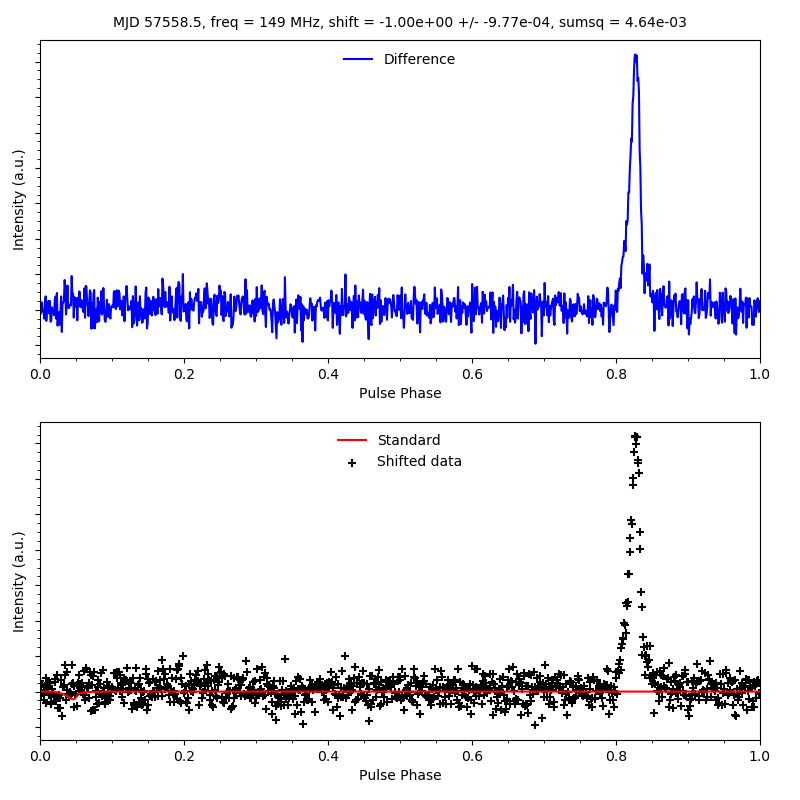 MJD 57558.5, freq = 149 MHz, shift = -1.00e+00 +/- -9.77e-04, sumsq = 4.64e-03
Difference
Intensity (a.u.)
0.0 0.2 0.4 0.6 0.8 1.0
Pulse Phase
Standard
Shifted data
Intensity (a.u.)
0.0 0.2 0.4 0.6 0.8 1.0
Pulse Phase